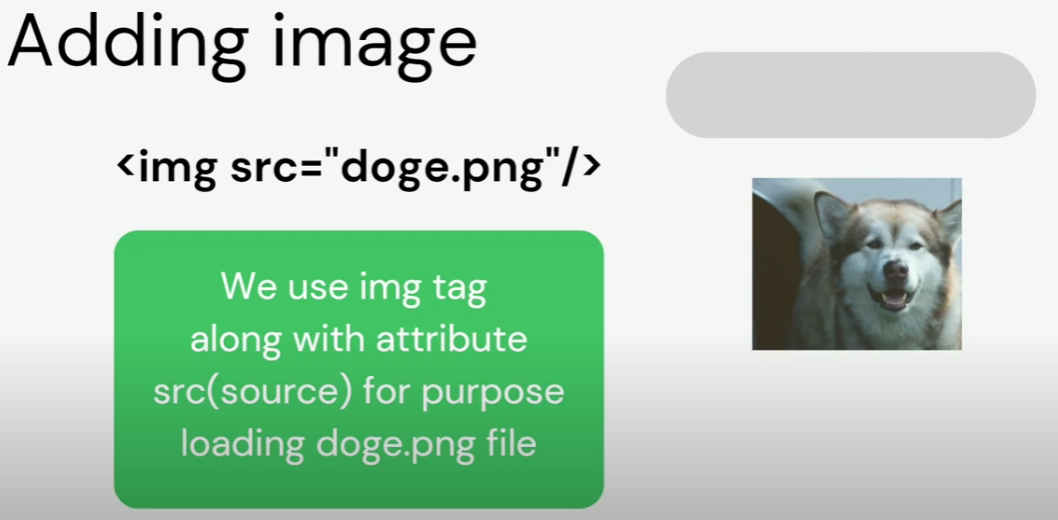 Adding image
<img src="doge.png"/>
We use img tag
along with attribute
src(source) for purpose
loading doge.png file